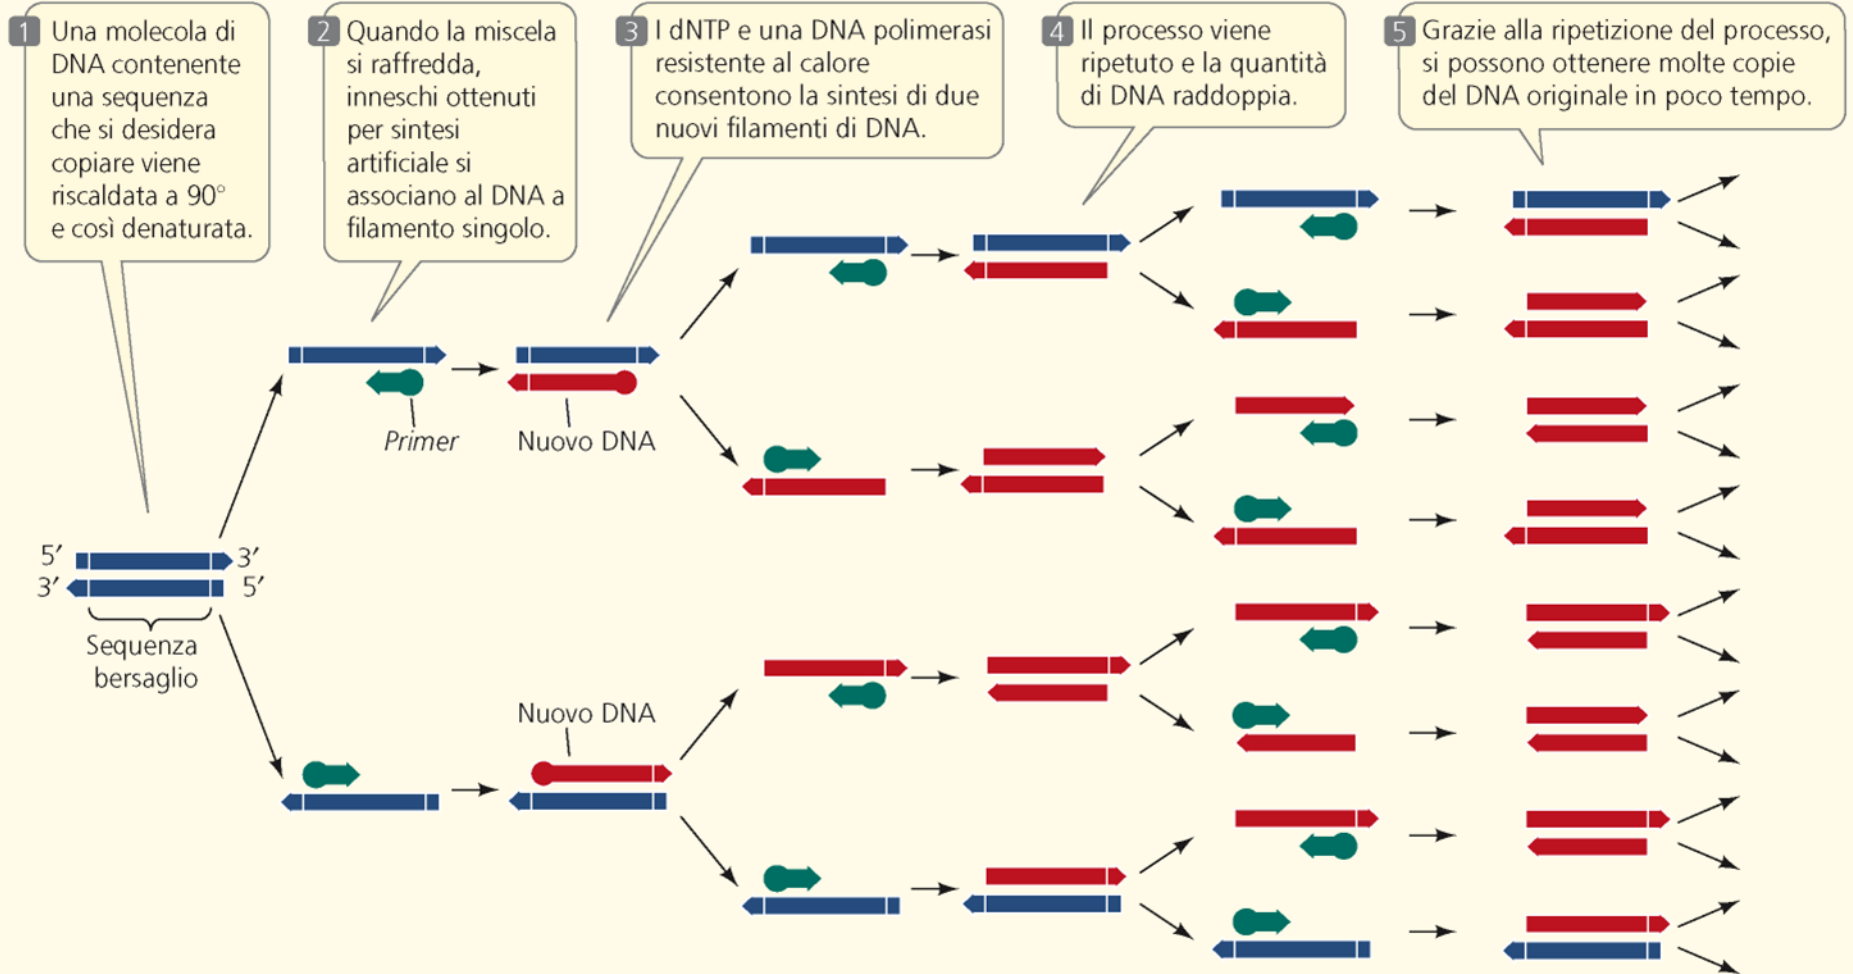 1 Una molecola di
DNA contenente
una sequenza
che si desidera
copiare viene
riscaldata a 90°
e così denaturata.
2 Quando la miscela
si raffredda,
inneschi ottenuti
per sintesi
artificiale si
associano al DNA a
filamento singolo.
3 I dNTP e una DNA polimerasi
resistente al calore
consentono la sintesi di due
nuovi filamenti di DNA.
4 Il processo viene
ripetuto e la quantità
di DNA raddoppia.
5 Grazie alla ripetizione del processo,
si possono ottenere molte copie
del DNA originale in poco tempo.
Primer
Nuovo DNA
5′ 3′
3′ 5′
Sequenza
bersaglio
Nuovo DNA